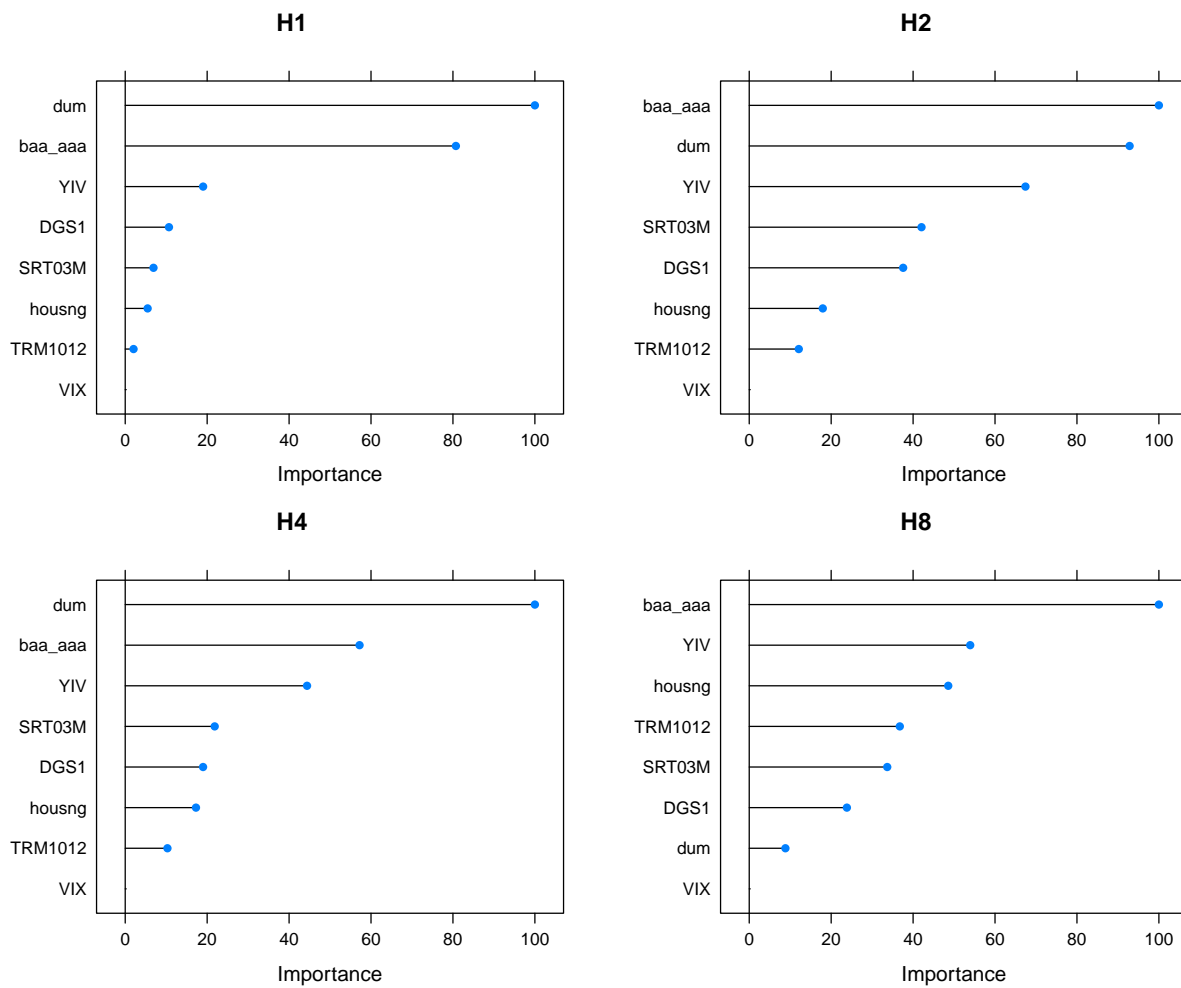 H1
dum
baa_aaa
YIV
DGS1
SRT03M
housng
TRM1012
VIX
0 20 40 60 80 100
Importance
H2
baa_aaa
dum
YIV
SRT03M
DGS1
housng
TRM1012
VIX
0 20 40 60 80 100
Importance
H4
dum
baa_aaa
YIV
SRT03M
DGS1
housng
TRM1012
VIX
0 20 40 60 80 100
Importance
H8
baa_aaa
YIV
housng
TRM1012
SRT03M
DGS1
dum
VIX
0 20 40 60 80 100
Importance